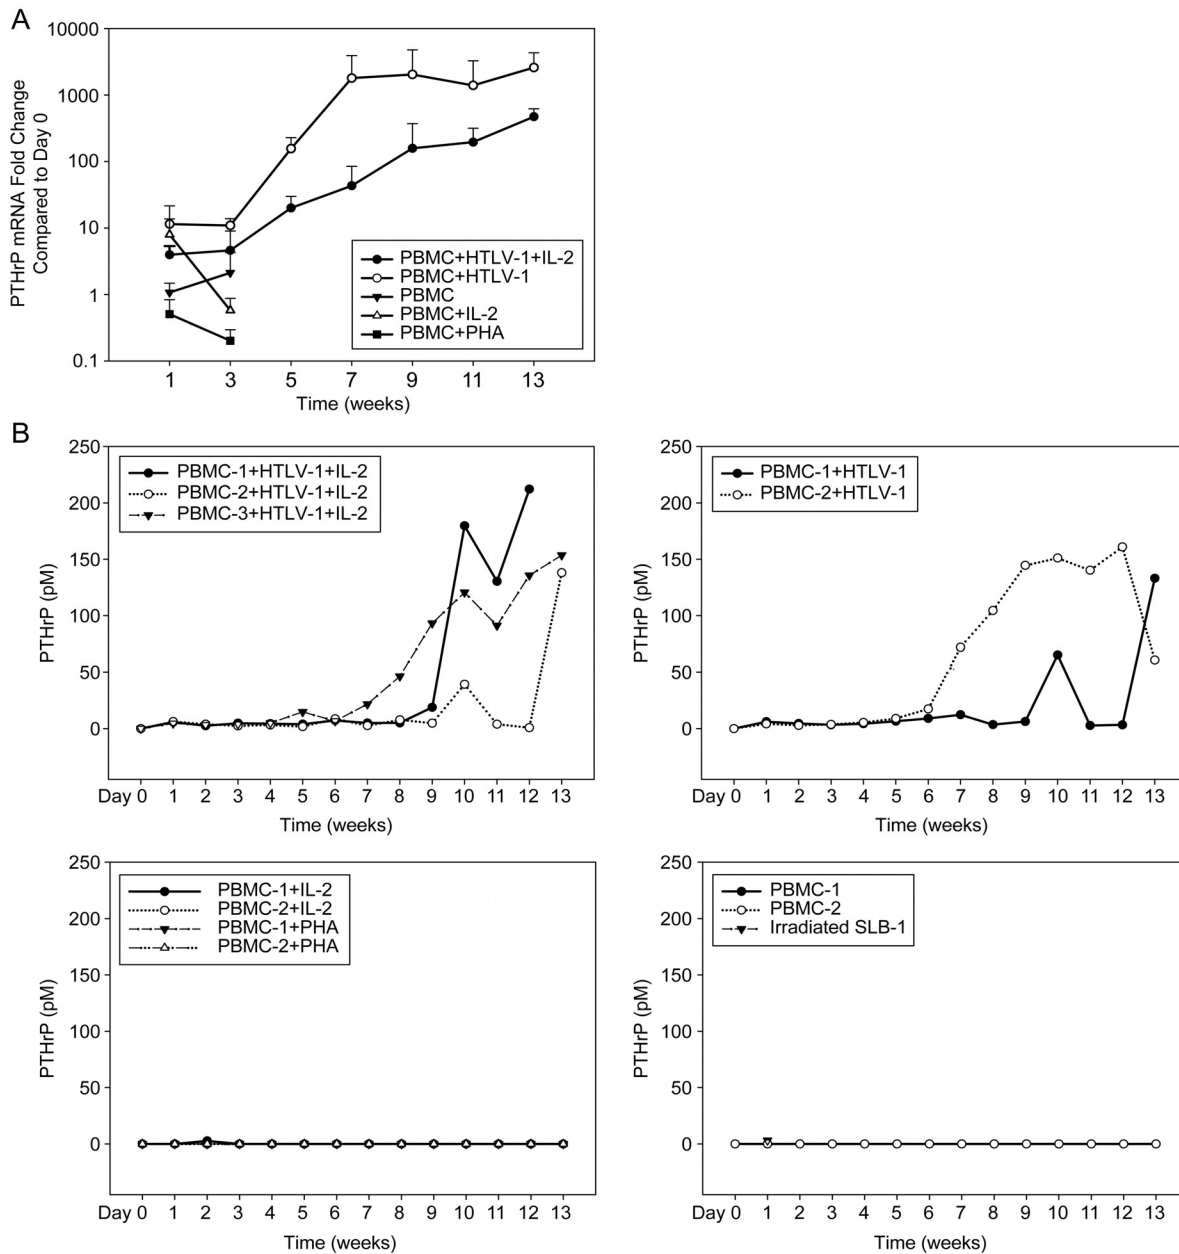 A
PTHrP mRNA Fold Change
Compared to Day 0
10000
1000
100
10
1
0.1
PBMC+HTLV-1+IL-2
PBMC+HTLV-1
PBMC
PBMC+IL-2
PBMC+PHA
1 3 5 7 9 11 13
Time (weeks)
B
PTHrP (pM)
250
200
150
100
50
0
PBMC-1+HTLV-1+IL-2
PBMC-2+HTLV-1+IL-2
PBMC-3+HTLV-1+IL-2
Day 0 1 2 3 4 5 6 7 8 9 10 11 12 13
Time (weeks)
PTHrP (pM)
250
200
150
100
50
0
PBMC-1+HTLV-1
PBMC-2+HTLV-1
Day 0 1 2 3 4 5 6 7 8 9 10 11 12 13
Time (weeks)
PTHrP (pM)
250
200
150
100
50
0
PBMC-1+IL-2
PBMC-2+IL-2
PBMC-1+PHA
PBMC-2+PHA
Day 0 1 2 3 4 5 6 7 8 9 10 11 12 13
Time (weeks)
PTHrP (pM)
250
200
150
100
50
0
PBMC-1
PBMC-2
Irradiated SLB-1
Day 0 1 2 3 4 5 6 7 8 9 10 11 12 13
Time (weeks)